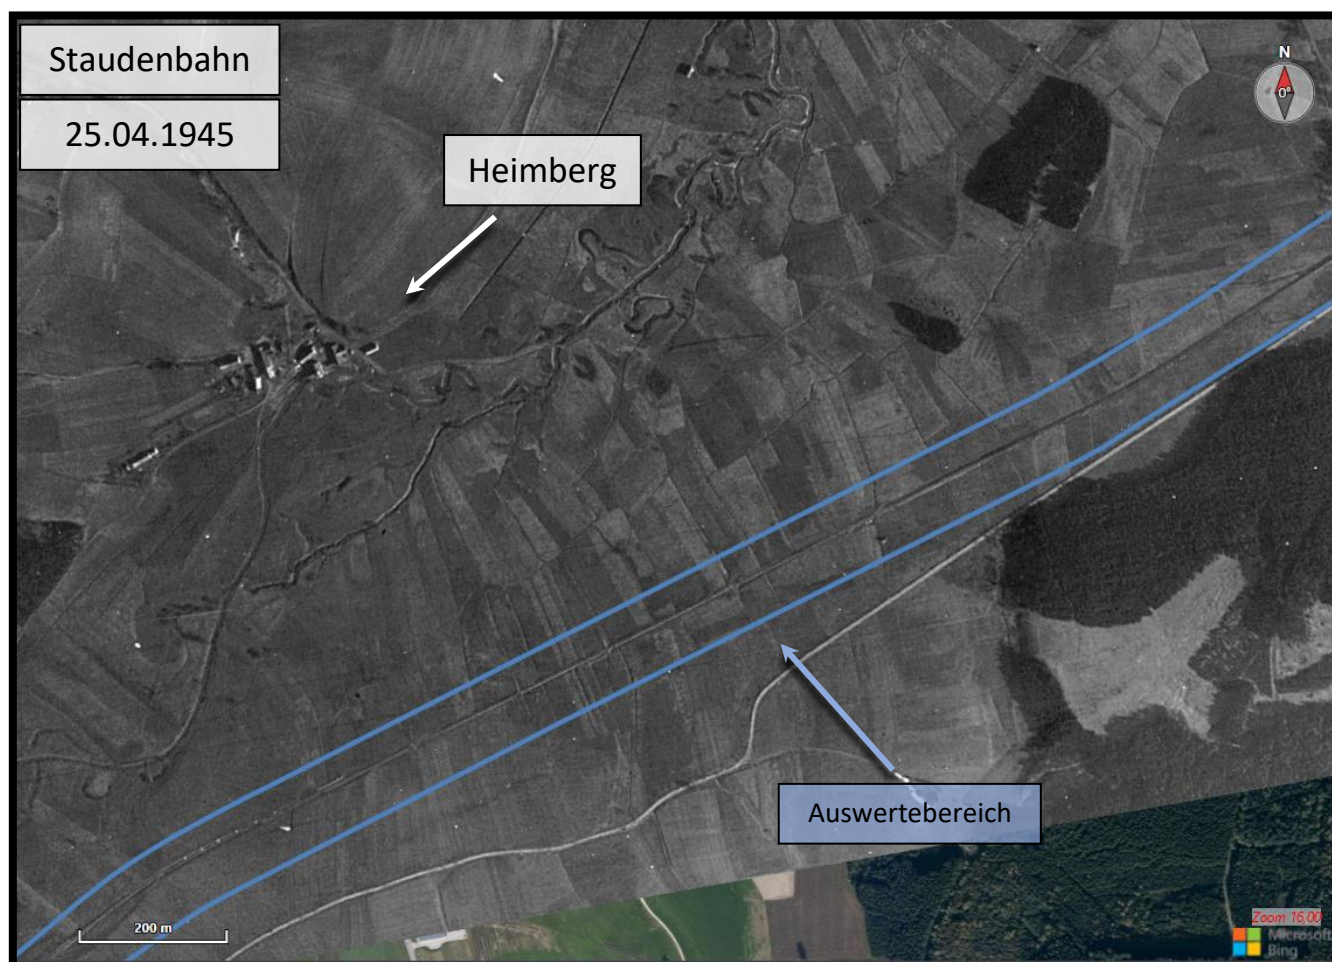 Staudenbahn
25.04.1945
N
0°
Heimberg
Auswertebereich
200 m
Zoom 16,00
Microsoft
Bing